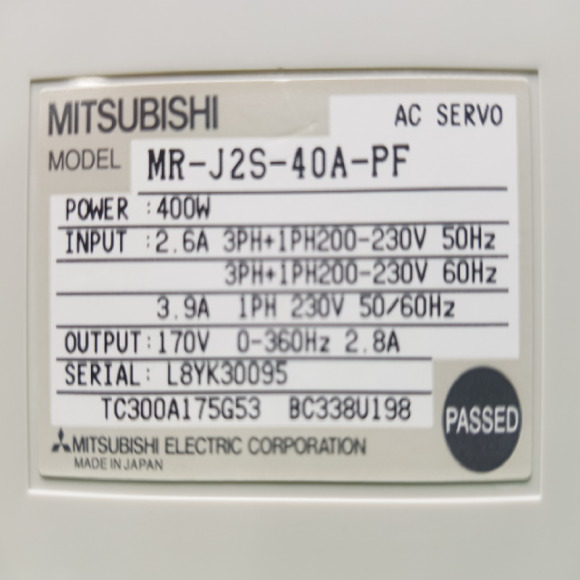 MITSUBISHI AC SERVO
MODEL MR-J2S-40A-PF
POWER :400W
INPUT :2.6A 3PH+1PH200-230V 50Hz
3PH+1PH200-230V 60Hz
3.9A 1PH 230V 50/60Hz
OUTPUT:170V 0-360Hz 2.8A
SERIAL: L8YK30095
TC300A175G53 BC338U198
PASSED
MITSUBISHI ELECTRIC CORPORATION
MADE IN JAPAN